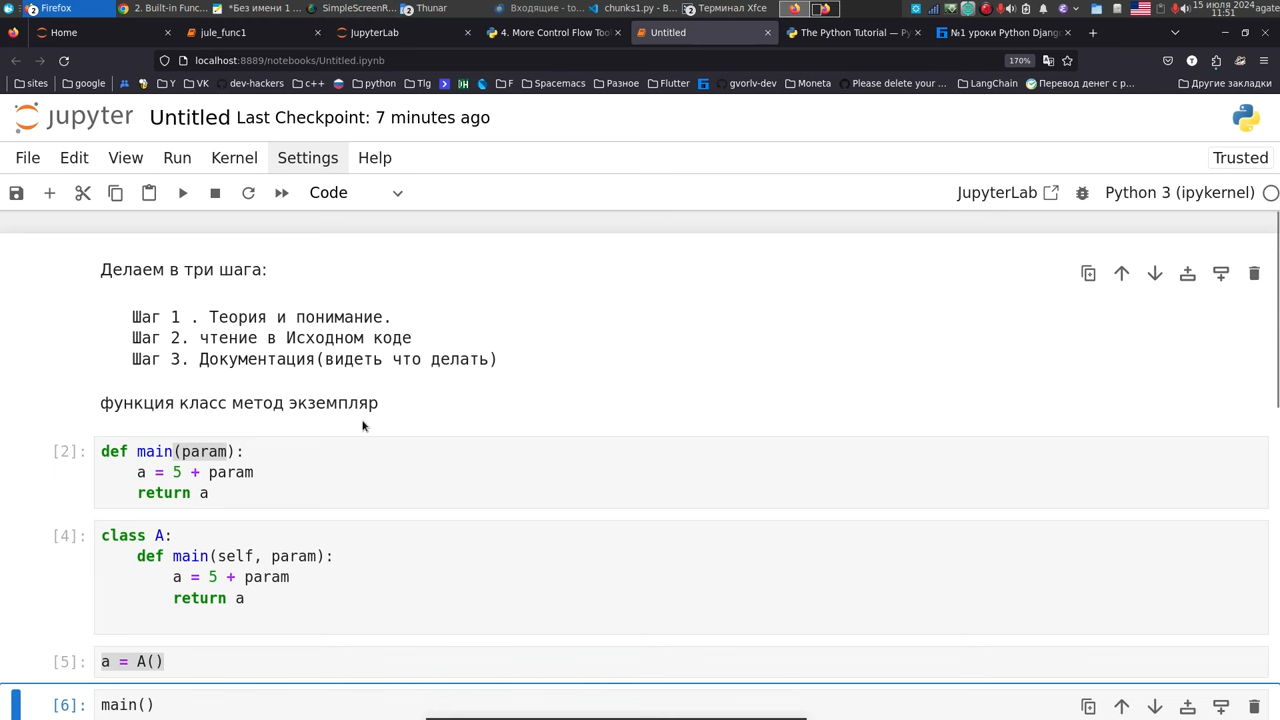 Firefox 2. Built-in Func *Без имени 1 ... SimpleScreenR... Thunar Входящие - to... chunks1.py - B... Терминал Xfce 15 июля 2024
11:51 agate
Home jule_func1 JupyterLab 4. More Control Flow Tool Untitled The Python Tutorial — Py №1 уроки Python Django
localhost:8889/notebooks/Untitled.ipynb 170%
sites google Y VK dev-hackers c++ python Tlg F Spacemacs Разное Flutter gvorlv-dev Moneta Please delete your ... LangChain Перевод денег с р... Другие закладки
jupyter Untitled Last Checkpoint: 7 minutes ago
File Edit View Run Kernel Settings Help Trusted
Code JupyterLab Python 3 (ipykernel)
Делаем в три шага:
Шаг 1 . Теория и понимание.
Шаг 2. чтение в Исходном коде
Шаг 3. Документация(видеть что делать)
функция класс метод экземпляр
[2]: def main(param):
a = 5 + param
return a
[4]: class A:
def main(self, param):
a = 5 + param
return a
[5]: a = A()
[6]: main()